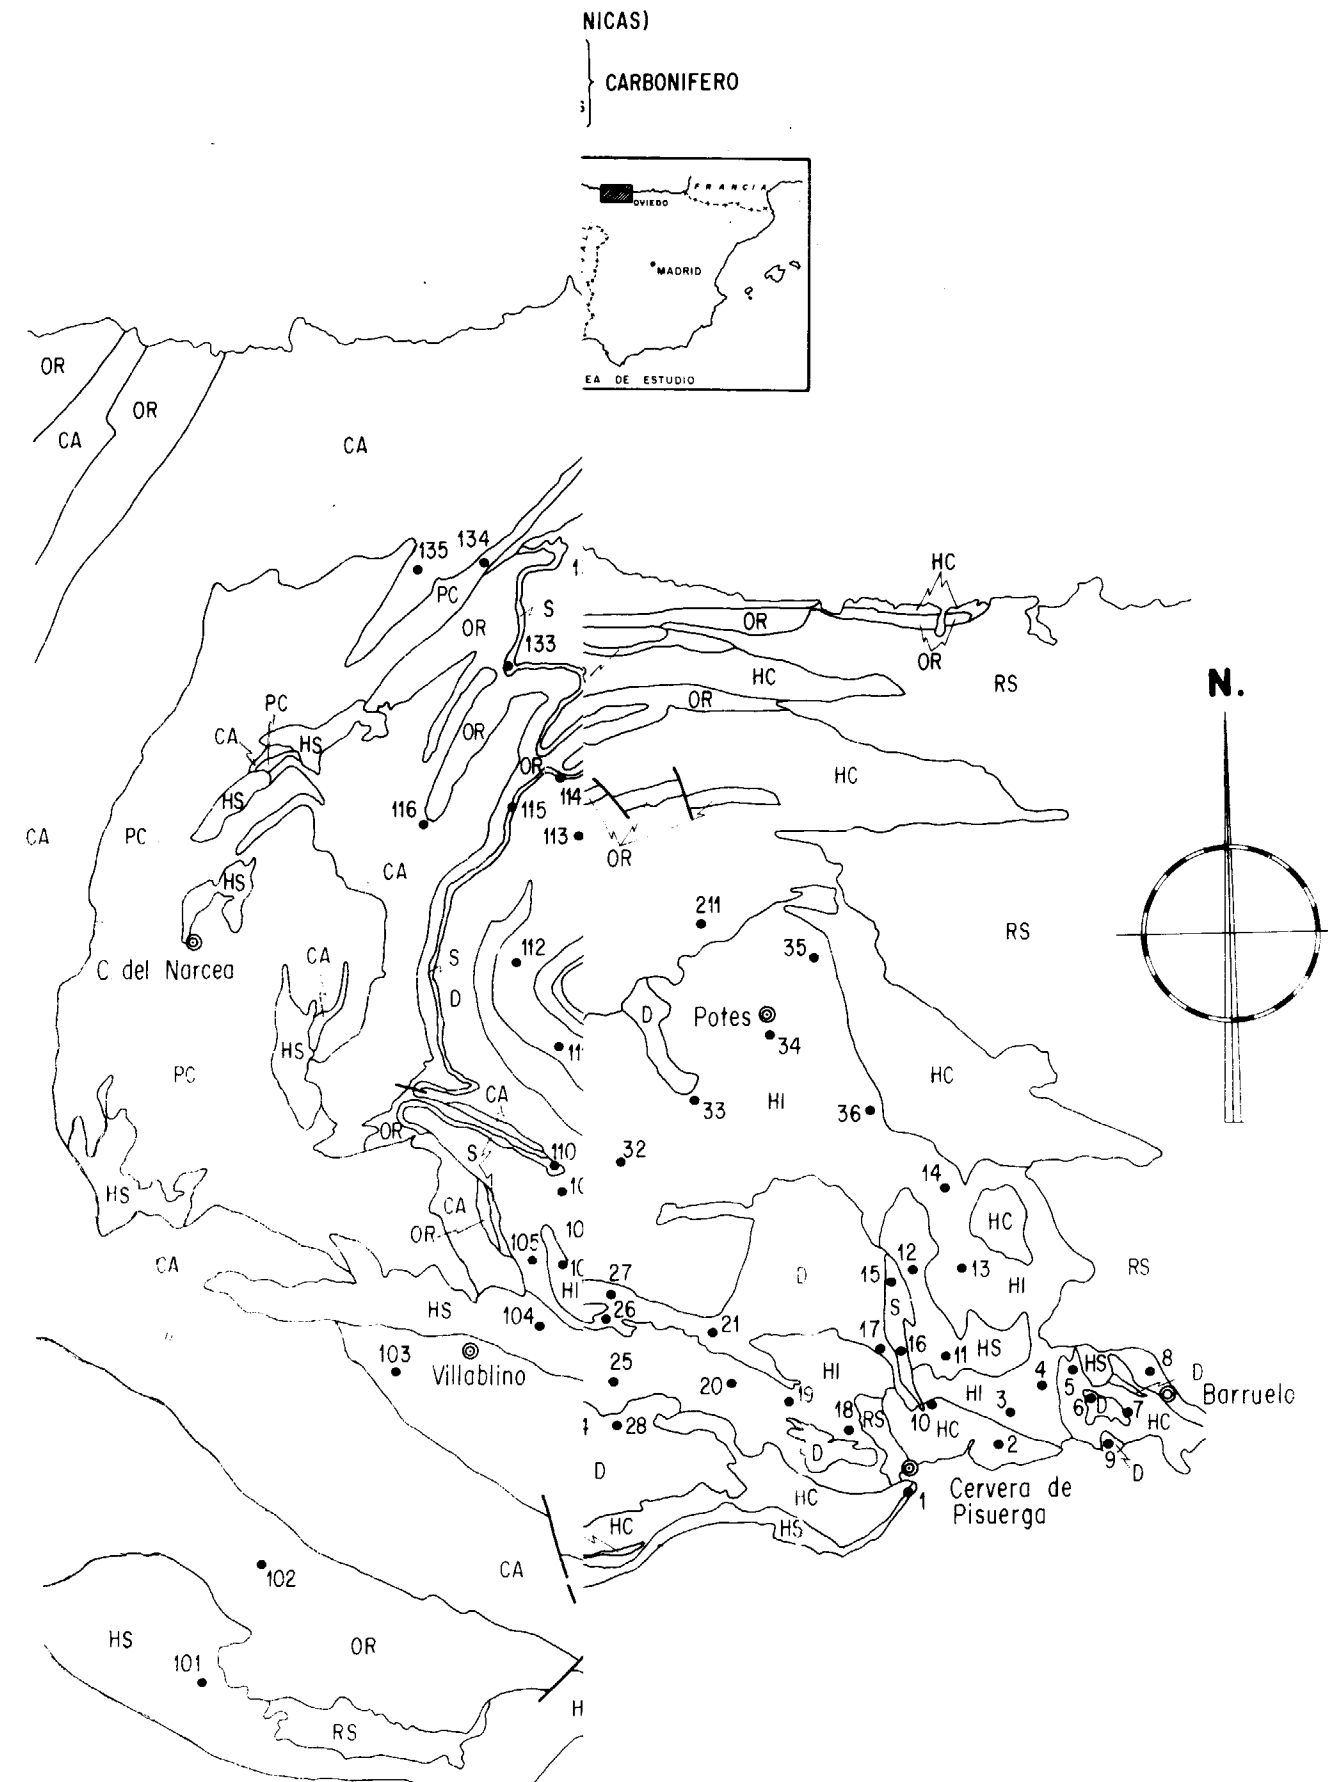 NICAS)
CARBONIFERO
FRANCIA
OVIEDO
MADRID
EA DE ESTUDIO
OR
OR
CA
CA
135
134
PC
S
OR
133
HC
OR
OR
RS
HC
OR
N.
PC
CA
HS
OR
OR
HC
HS
116
115
114
113
CA
PC
OR
CA
HS
211
CA
S
112
35
RS
C del Narcea
D
D
Potes
34
HS
11
PC
HC
CA
33
HI
36
OR
S
110
32
14
HS
10
CA
HC
OR
10
105
12
13
CA
10
D
15
HI
RS
HI
27
S
HS
104
26
21
17
16
11
HS
103
Villablino
25
20
HI
4
5
HS
8
D
19
HI
6
D
7
Barruelo
28
18
RS
10
HC
3
HC
D
D
2
9
D
HC
Cervera de
Pisuerga
1
HC
HS
CA
102
HS
OR
101
H
RS